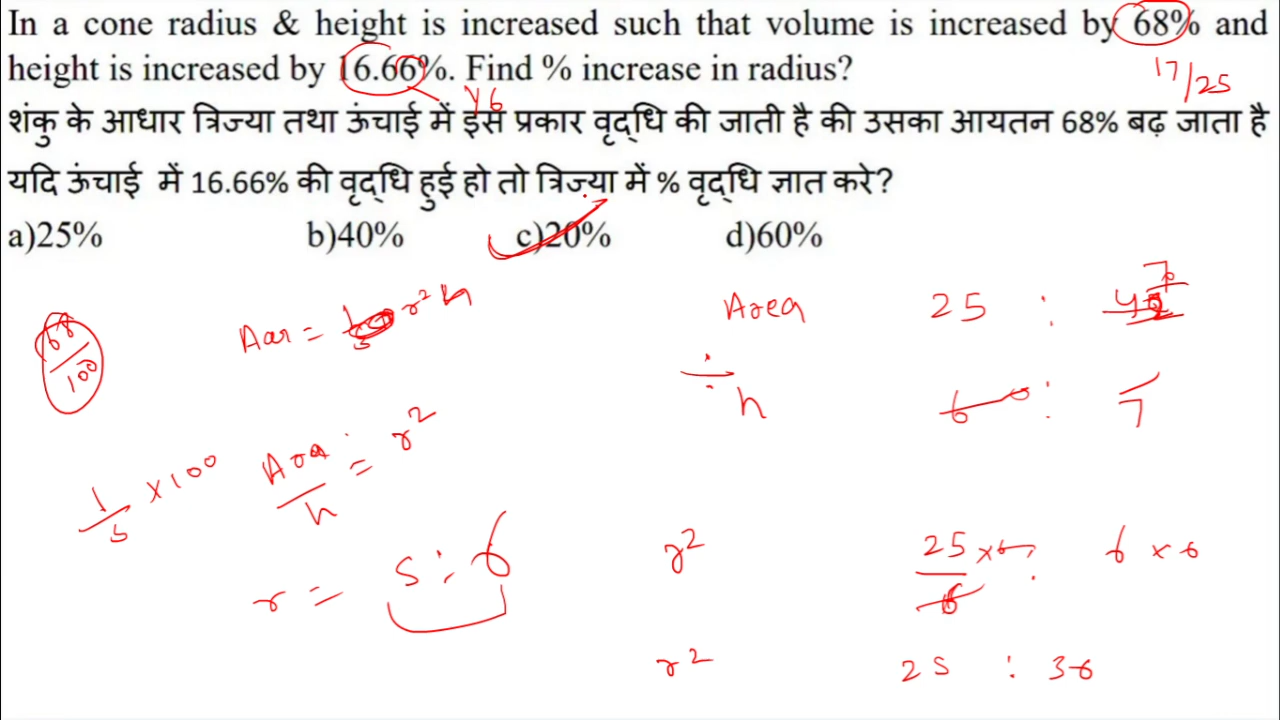 In a cone radius & height is increased such that volume is increased by 68% and
height is increased by 16.66%. Find % increase in radius?
17/25
1/6
शंकु के आधार त्रिज्या तथा ऊंचाई में इस प्रकार वृद्धि की जाती है की उसका आयतन 68% बढ़ जाता है
यदि ऊंचाई में 16.66% की वृद्धि हुई हो तो त्रिज्या में % वृद्धि ज्ञात करे?
a)25% b)40% c)20% d)60%
68/100
r² h
Area 25 :
÷ h 6 : 7
1/5 × 100
/h = r²
r² 25 × 6 / 6 : 6 × 6
r = 5 : 6
r² 25 : 36